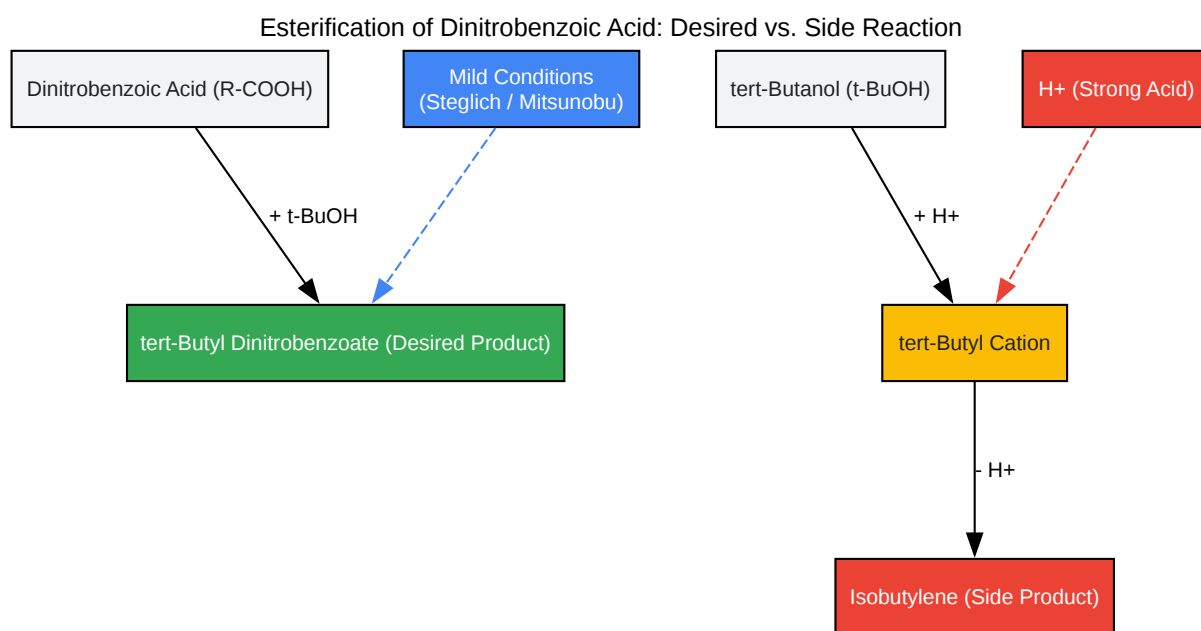 Esterification of Dinitrobenzoic Acid: Desired vs. Side Reaction
Dinitrobenzoic Acid (R-COOH)
Mild Conditions
(Steglich / Mitsunobu)
tert-Butanol (t-BuOH)
H+ (Strong Acid)
+ t-BuOH
+ H+
tert-Butyl Dinitrobenzoate (Desired Product)
tert-Butyl Cation
- H+
Isobutylene (Side Product)